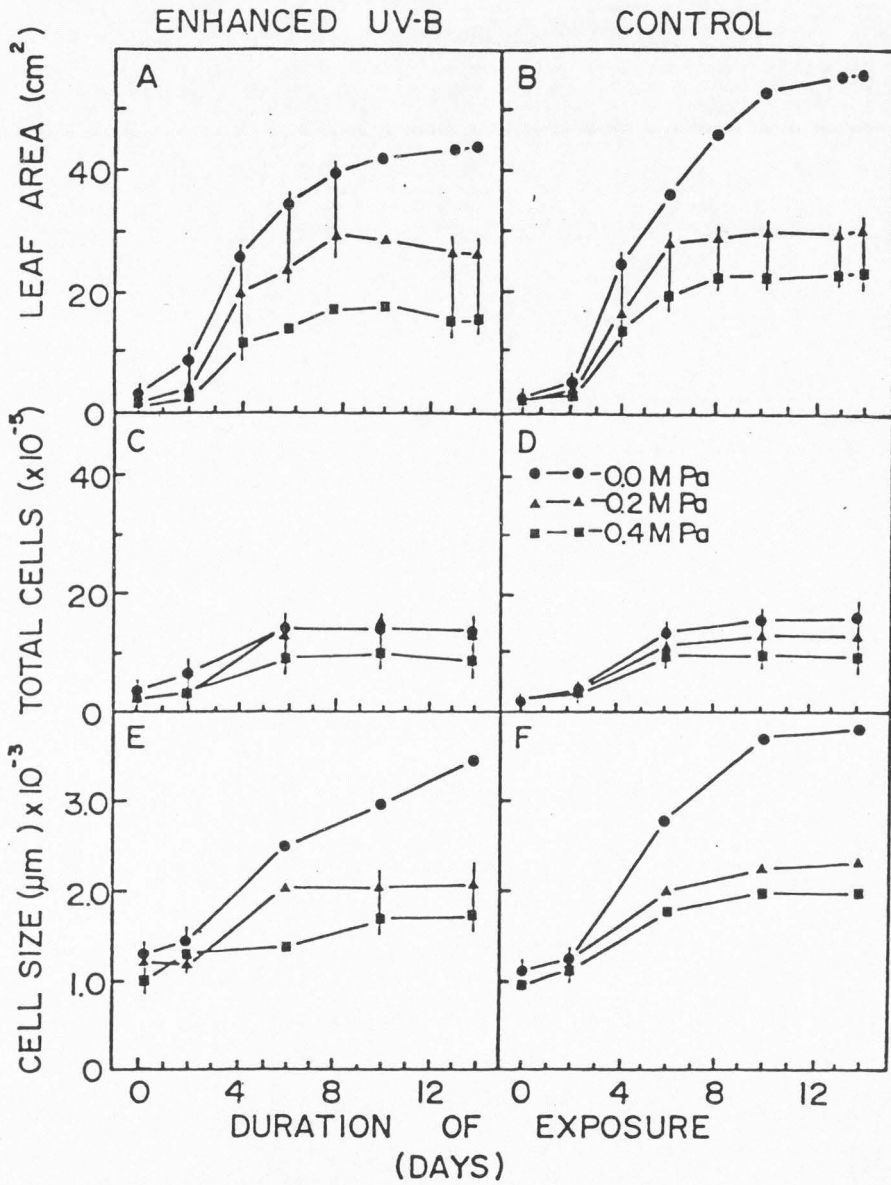 ENHANCED UV-B
CONTROL
LEAF AREA (cm²)
A
B
40
20
0
TOTAL CELLS (x10⁻⁵)
C
D
40
20
0
0.0 M Pa
-0.2 M Pa
-0.4 M Pa
CELL SIZE (μm ) x 10⁻³
E
F
3.0
2.0
1.0
0
0 4 8 12
0 4 8 12
DURATION OF EXPOSURE
(DAYS)